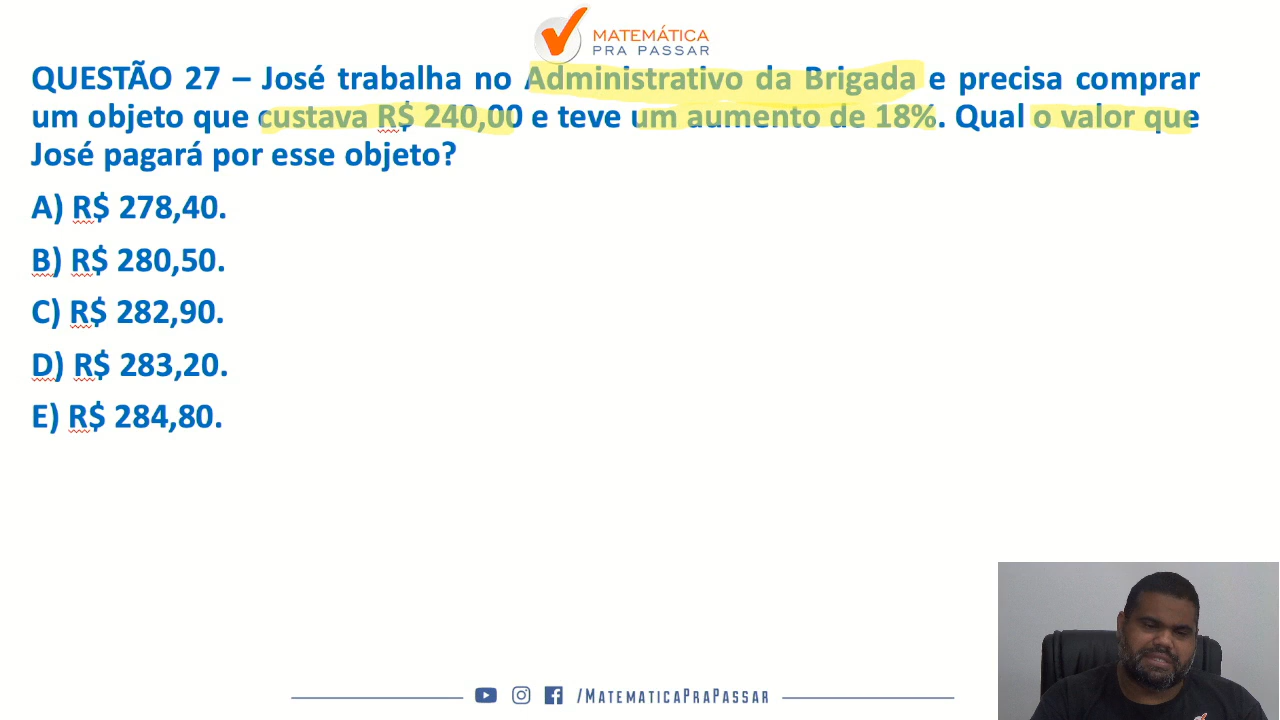 MATEMÁTICA
PRA PASSAR
QUESTÃO 27 – José trabalha no Administrativo da Brigada e precisa comprar
um objeto que custava R$ 240,00 e teve um aumento de 18%. Qual o valor que
José pagará por esse objeto?
A) R$ 278,40.
B) R$ 280,50.
C) R$ 282,90.
D) R$ 283,20.
E) R$ 284,80.
/MATEMATICAPRAPASSAR